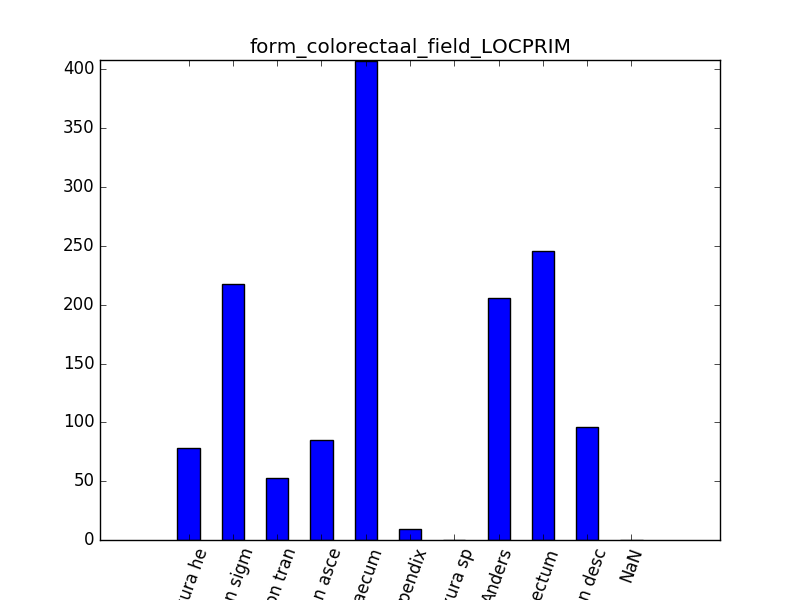 form_colorectaal_field_LOCPRIM
400
350
300
250
200
150
100
50
0
ura he
n sigm
on tran
n asce
aecum
pendix
ura sp
Anders
ectum
n desc
NaN